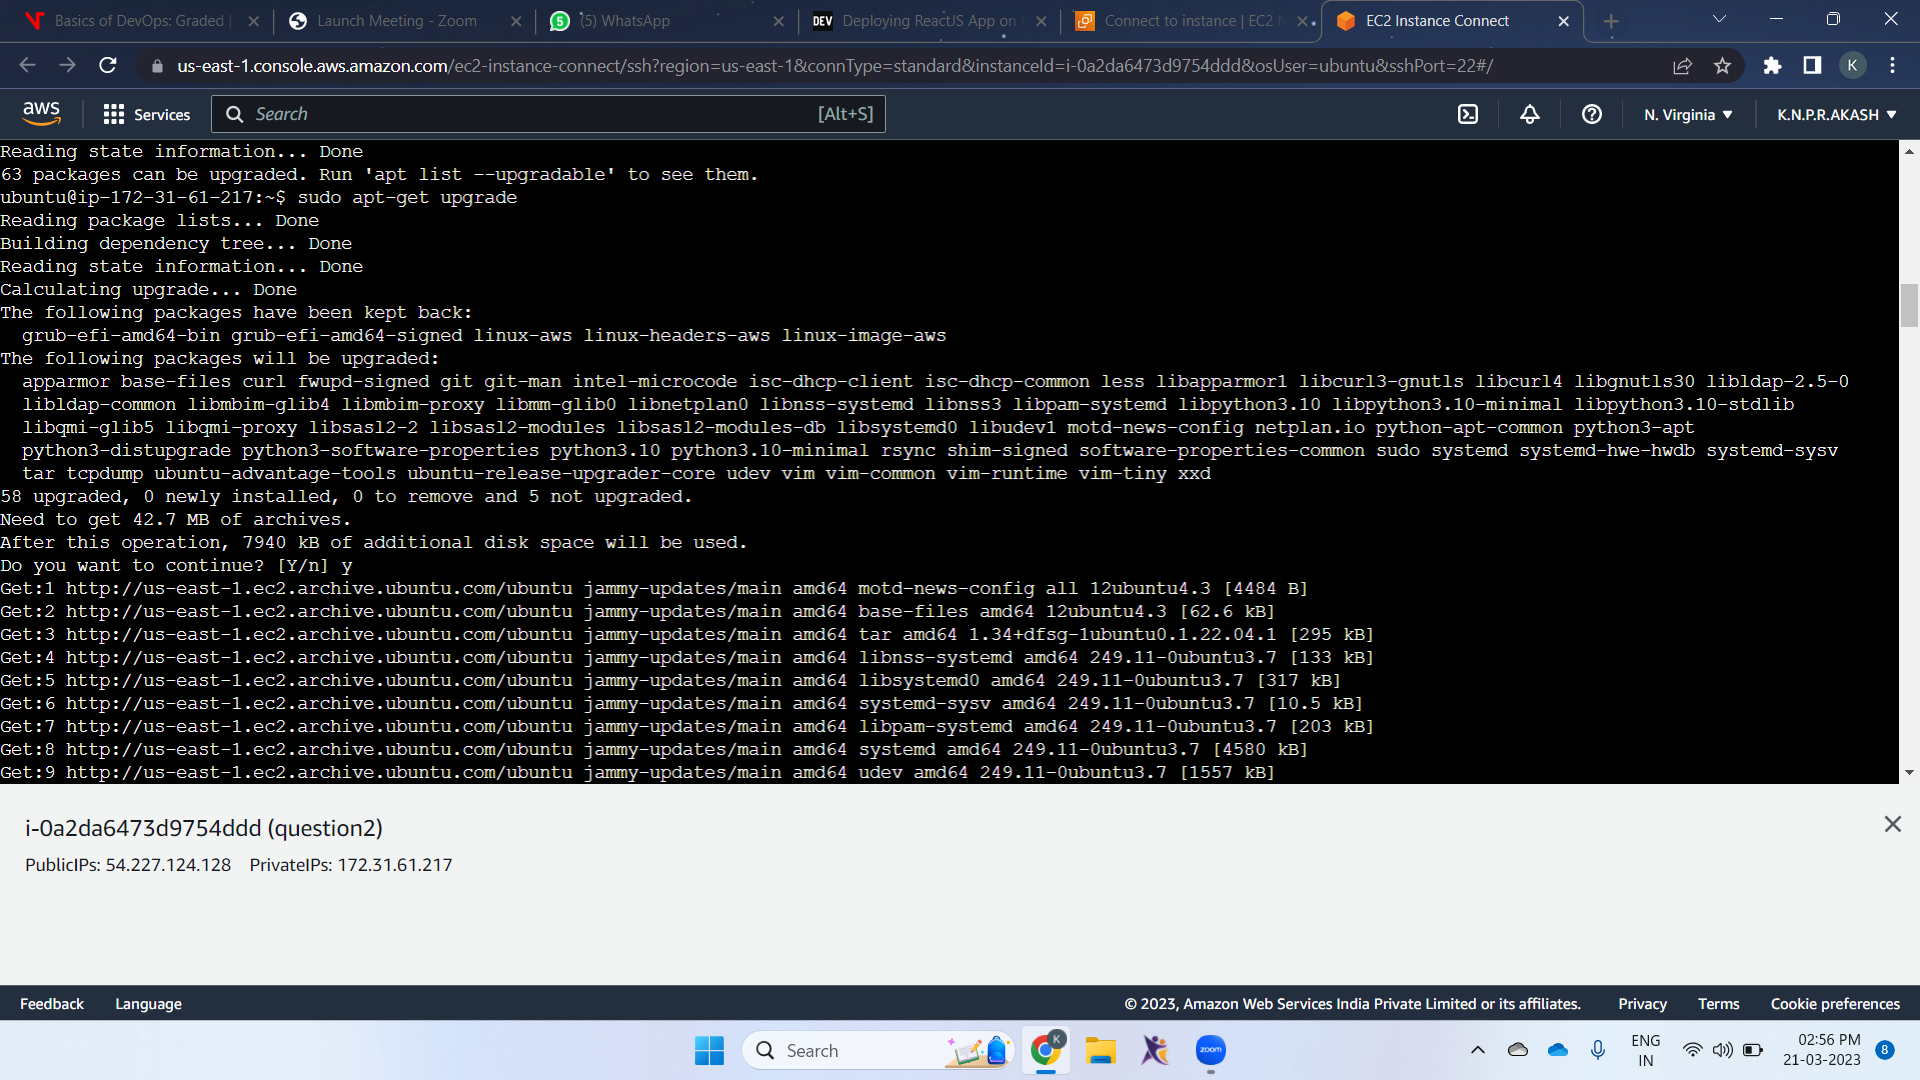 Basics of DevOps: Graded
Launch Meeting - Zoom
(5) WhatsApp
DEV Deploying ReactJS App on
Connect to instance | EC2 M
EC2 Instance Connect
us-east-1.console.aws.amazon.com/ec2-instance-connect/ssh?region=us-east-1&connType=standard&instanceId=i-0a2da6473d9754ddd&osUser=ubuntu&sshPort=22#/
K
aws Services Search [Alt+S] N. Virginia K.N.P.R.AKASH
Reading state information... Done
63 packages can be upgraded. Run 'apt list --upgradable' to see them.
ubuntu@ip-172-31-61-217:~$ sudo apt-get upgrade
Reading package lists... Done
Building dependency tree... Done
Reading state information... Done
Calculating upgrade... Done
The following packages have been kept back:
grub-efi-amd64-bin grub-efi-amd64-signed linux-aws linux-headers-aws linux-image-aws
The following packages will be upgraded:
apparmor base-files curl fwupd-signed git git-man intel-microcode isc-dhcp-client isc-dhcp-common less libapparmor1 libcurl3-gnutls libcurl4 libgnutls30 libldap-2.5-0
libldap-common libmbim-glib4 libmbim-proxy libmm-glib0 libnetplan0 libnss-systemd libnss3 libpam-systemd libpython3.10 libpython3.10-minimal libpython3.10-stdlib
libqmi-glib5 libqmi-proxy libsasl2-2 libsasl2-modules libsasl2-modules-db libsystemd0 libudev1 motd-news-config netplan.io python-apt-common python3-apt
python3-distupgrade python3-software-properties python3.10 python3.10-minimal rsync shim-signed software-properties-common sudo systemd systemd-hwe-hwdb systemd-sysv
tar tcpdump ubuntu-advantage-tools ubuntu-release-upgrader-core udev vim vim-common vim-runtime vim-tiny xxd
58 upgraded, 0 newly installed, 0 to remove and 5 not upgraded.
Need to get 42.7 MB of archives.
After this operation, 7940 kB of additional disk space will be used.
Do you want to continue? [Y/n] y
Get:1 http://us-east-1.ec2.archive.ubuntu.com/ubuntu jammy-updates/main amd64 motd-news-config all 12ubuntu4.3 [4484 B]
Get:2 http://us-east-1.ec2.archive.ubuntu.com/ubuntu jammy-updates/main amd64 base-files amd64 12ubuntu4.3 [62.6 kB]
Get:3 http://us-east-1.ec2.archive.ubuntu.com/ubuntu jammy-updates/main amd64 tar amd64 1.34+dfsg-1ubuntu0.1.22.04.1 [295 kB]
Get:4 http://us-east-1.ec2.archive.ubuntu.com/ubuntu jammy-updates/main amd64 libnss-systemd amd64 249.11-0ubuntu3.7 [133 kB]
Get:5 http://us-east-1.ec2.archive.ubuntu.com/ubuntu jammy-updates/main amd64 libsystemd0 amd64 249.11-0ubuntu3.7 [317 kB]
Get:6 http://us-east-1.ec2.archive.ubuntu.com/ubuntu jammy-updates/main amd64 systemd-sysv amd64 249.11-0ubuntu3.7 [10.5 kB]
Get:7 http://us-east-1.ec2.archive.ubuntu.com/ubuntu jammy-updates/main amd64 libpam-systemd amd64 249.11-0ubuntu3.7 [203 kB]
Get:8 http://us-east-1.ec2.archive.ubuntu.com/ubuntu jammy-updates/main amd64 systemd amd64 249.11-0ubuntu3.7 [4580 kB]
Get:9 http://us-east-1.ec2.archive.ubuntu.com/ubuntu jammy-updates/main amd64 udev amd64 249.11-0ubuntu3.7 [1557 kB]
i-0a2da6473d9754ddd (question2)
PublicIPs: 54.227.124.128 PrivateIPs: 172.31.61.217
Feedback Language © 2023, Amazon Web Services India Private Limited or its affiliates. Privacy Terms Cookie preferences
Search
K
zoom
ENG
IN
02:56 PM
21-03-2023
8